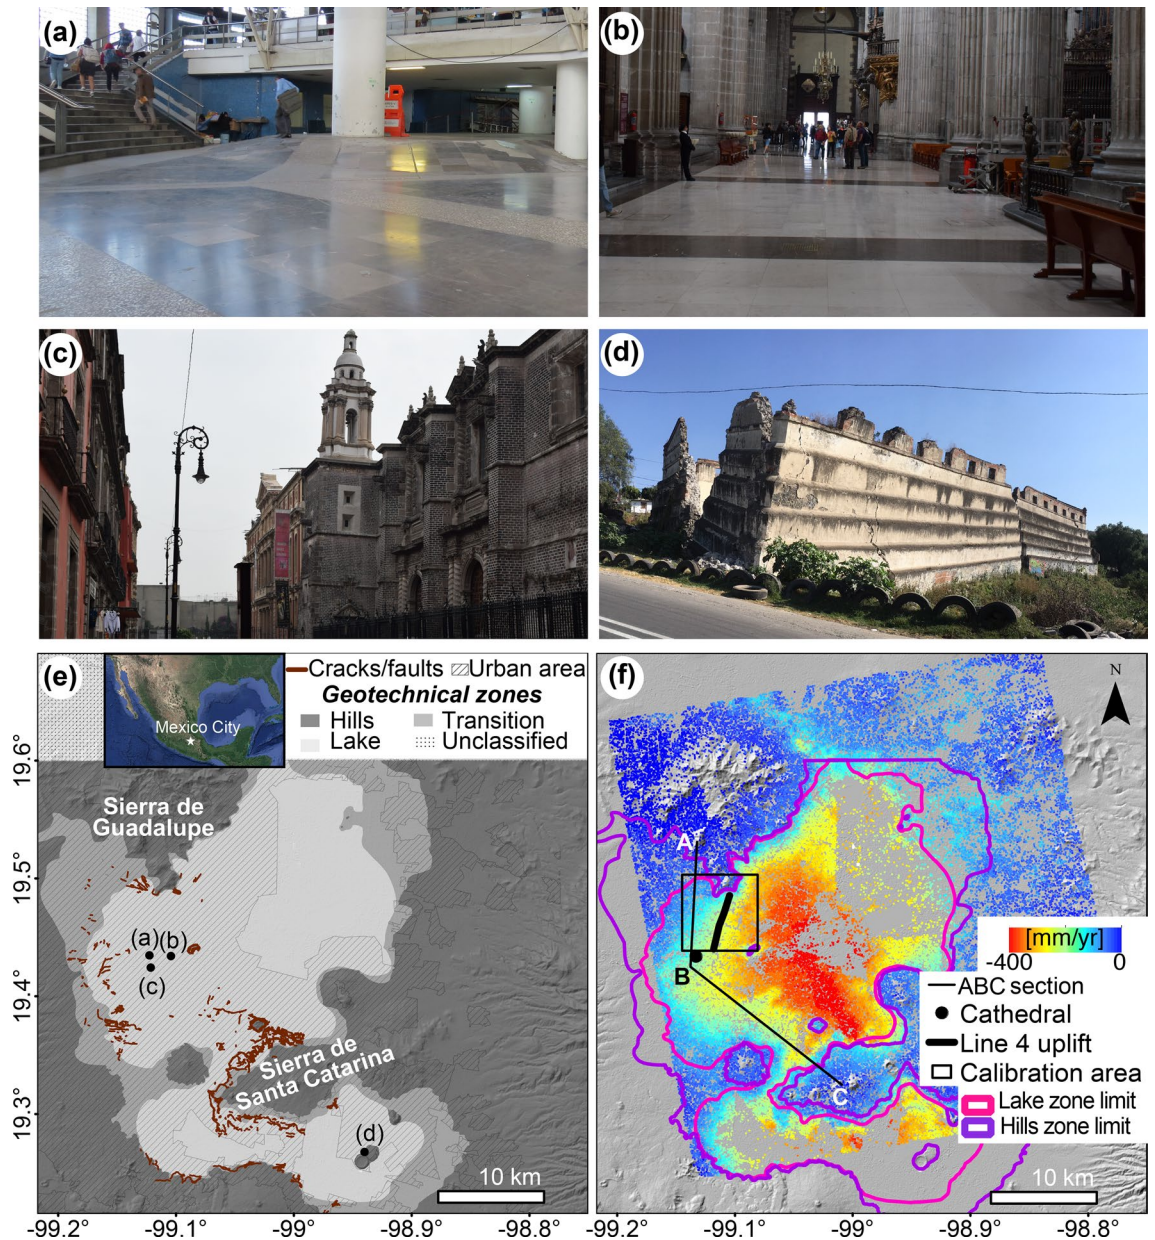 (a)
(b)
(c)
(d)
(e)
Mexico City
Cracks/faults
Urban area
Geotechnical zones
Hills
Transition
Lake
Unclassified
Sierra de
Guadalupe
(a)
(b)
(c)
Sierra de
Santa Catarina
(d)
10 km
19.6°
19.5°
19.4°
19.3°
-99.2
-99.1
-99
-98.9
-98.8°
(f)
N
A
B
C
[mm/yr]
-400
0
ABC section
Cathedral
Line 4 uplift
Calibration area
Lake zone limit
Hills zone limit
10 km
-99.2
-99.1
-99
-98.9
-98.8°